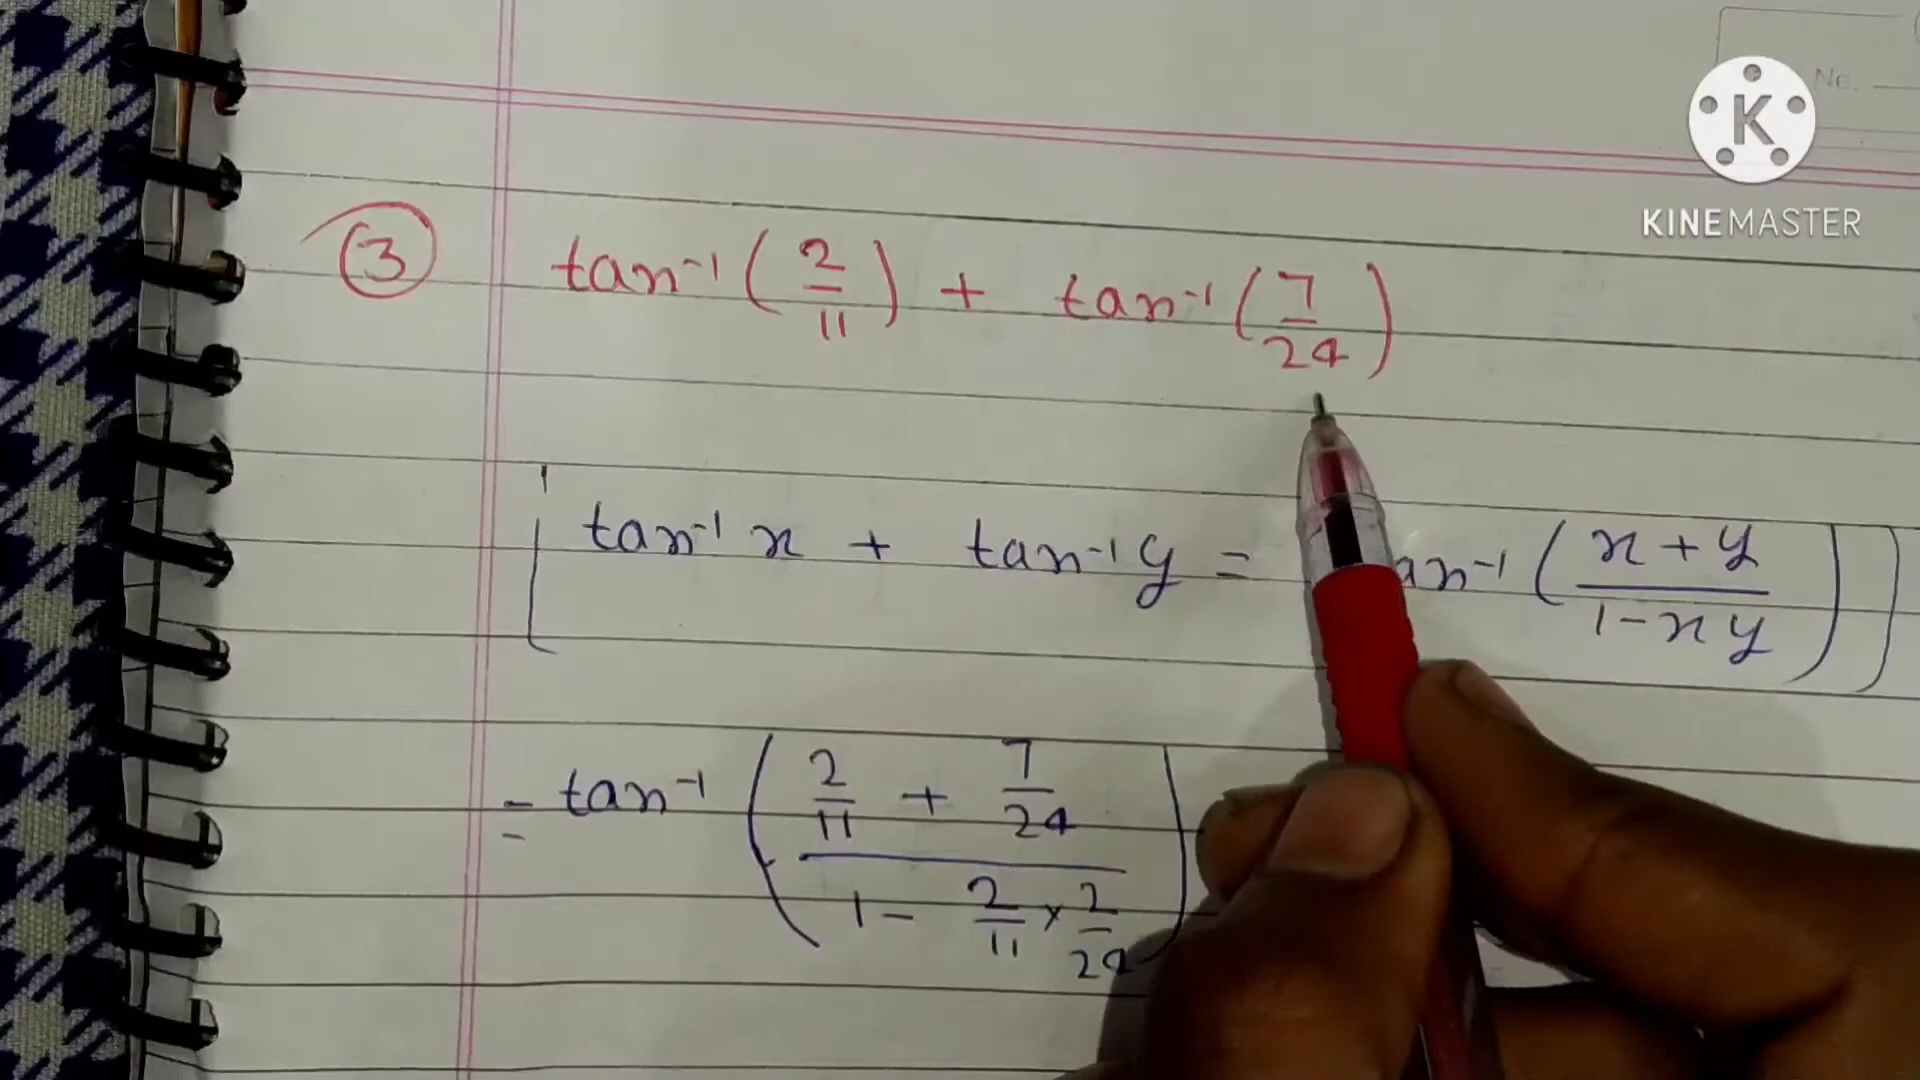 No.
K
KINEMASTER
③ tan⁻¹(2/11) + tan⁻¹(7/24)
[tan⁻¹x + tan⁻¹y = tan⁻¹((x+y)/(1-xy))]
= tan⁻¹((2/11 + 7/24)/(1 - 2/11 × 2/24))